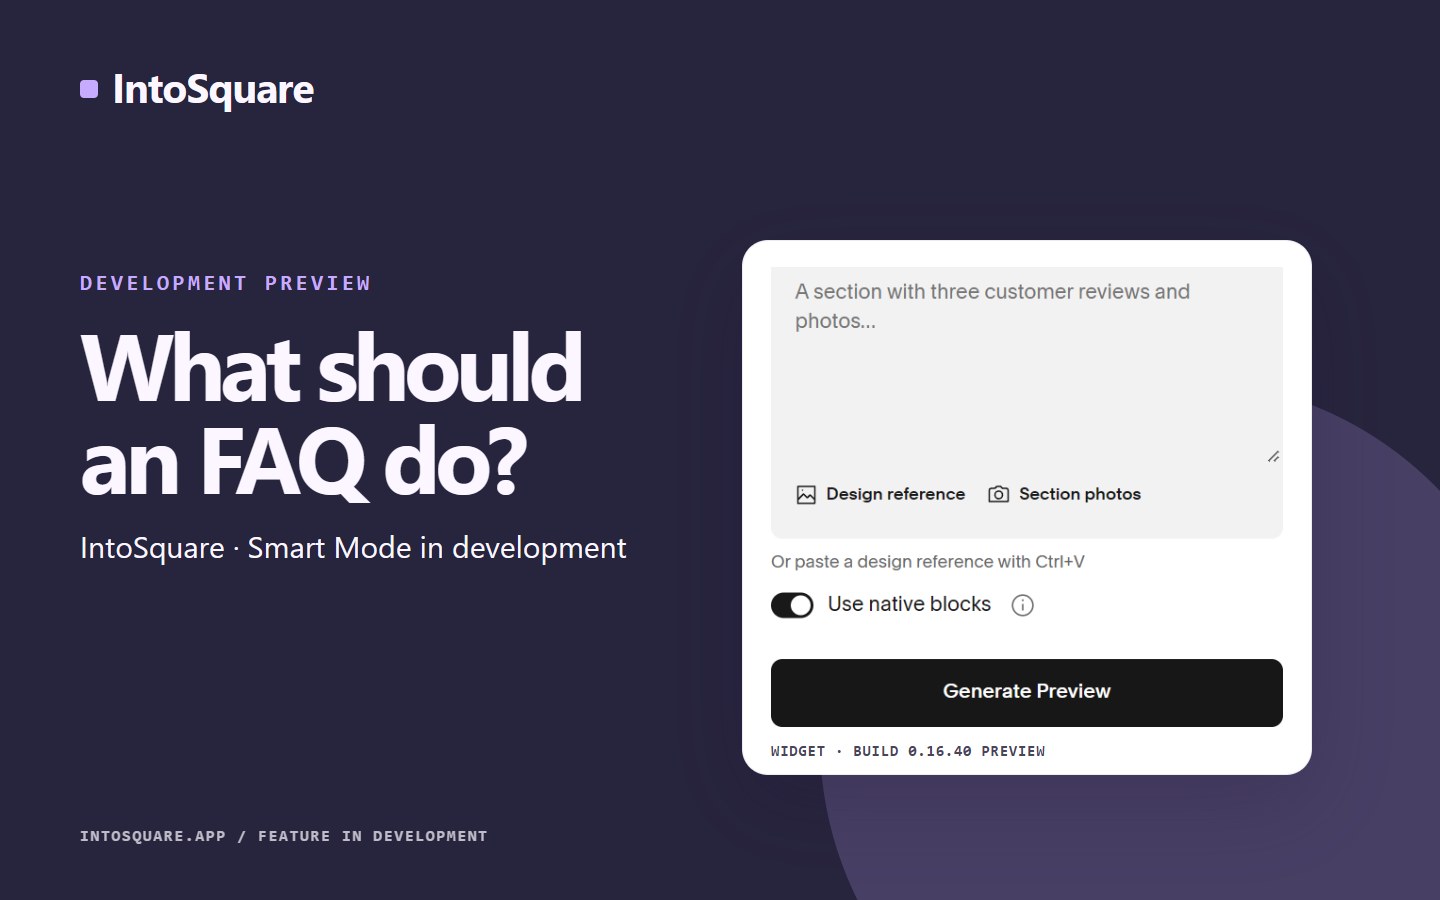 IntoSquare
DEVELOPMENT PREVIEW
What should
an FAQ do?
IntoSquare · Smart Mode in development
INTOSQUARE.APP / FEATURE IN DEVELOPMENT
A section with three customer reviews and
photos...
Design reference
Section photos
Or paste a design reference with Ctrl+V
Use native blocks
Generate Preview
WIDGET · BUILD 0.16.40 PREVIEW